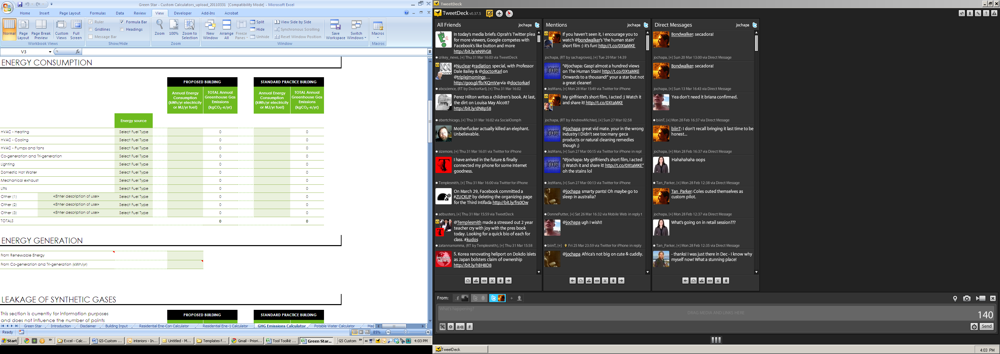 Green Star - Custom Calculators_upload_20110331 [Compatibility Mode] - Microsoft Excel
Home Insert Page Layout Formulas Data Review View Developer Add-Ins Acrobat
Normal
Page Layout
Page Break Preview
Custom Views
Full Screen
Workbook Views
Ruler
Formula Bar
Gridlines
Headings
Message Bar
Show/Hide
Zoom
100%
Zoom to Selection
Zoom
New Window
Arrange All
Freeze Panes
Split
Hide
Unhide
View Side by Side
Synchronous Scrolling
Reset Window Position
Save Workspace
Switch Windows
Window
Macros
Macros
V3
fx
ENERGY CONSUMPTION
PROPOSED BUILDING
STANDARD PRACTICE BUILDING
Annual Energy Consumption (kWh/yr electricity or MJ/yr fuel)
TOTAL Annual Greenhouse Gas Emissions (kgCO₂-e/yr)
Annual Energy Consumption (kWh/yr electricity or MJ/yr fuel)
TOTAL Annual Greenhouse Gas Emissions (kgCO₂-e/yr)
Energy source
HVAC - Heating Select Fuel Type 0 0
HVAC - Cooling Select Fuel Type 0 0
HVAC - Pumps and fans Select Fuel Type 0 0
Co-generation and Tri-generation Select Fuel Type 0 0
Lighting Select Fuel Type 0 0
Domestic Hot Water Select Fuel Type 0 0
Mechanical exhaust Select Fuel Type 0 0
Lifts Select Fuel Type 0 0
Other (1) <Enter description of use> Select Fuel Type 0 0
Other (2) <Enter description of use> Select Fuel Type 0 0
Other (3) <Enter description of use> Select Fuel Type 0 0
TOTALS 0 0
ENERGY GENERATION
From Renewable Energy
From Co-generation and Tri-generation (kWh/yr)
LEAKAGE OF SYNTHETIC GASES
This section is currently for information purposes
and does not influence the number of points
PROPOSED BUILDING
STANDARD PRACTICE BUILDING
Green Star Introduction Disclaimer Building Input Residential Ene-Con Calculator Residential Ene-1 Calculator GHG Emissions Calculator Potable Water Calculator Mas
Ready
85%
Start
Excel - Calc...
GS-Custom ...
interiors - In...
Untitled - M...
Templates f...
Gmail - Priori...
Tool Toolkit ...
Green Star...
GS Custom
4:03 PM
TweetDeck
TweetDeck v0.37.5
All Friends jochapa
In today's media briefs: Oprah's Twitter plea
for more viewers, Google competes with
Facebook's like button and more
http://bit.ly/eN9hG8
crikey_news, [+] Thu 31 Mar 16:03 via TweetDeck
#Nuclear #radiation special, with Professor
Dale Bailey & @doctorKarl on
@triplejmornings…
http://goo.gl/fb/KQmVw via @doctorkarl
abcscience, (RT by DoctorKarl), [+] Thu 31 Mar 16:02
Perez Hilton writes a children's book. At last,
the dirt on Louisa May Alcott?
http://bit.ly/dN8pS8
ebertchicago, [+] Thu 31 Mar 16:02 via SocialOomph
Motherfucker actually killed an elephant.
Unbelievable.
sizemore, [+] Thu 31 Mar 16:01 via Twitter for iPhone
I have arrived in the future & finally
connected my phone for some Internet
goodness.
Templesmith, [+] Thu 31 Mar 16:00 via Twitter for iPhone
On March 29, Facebook committed a
#ZUCKUP by deleting the organizing page
for the Third Intifada http://bit.ly/frs0Ow
adbusters, [+] Thu 31 Mar 15:59 via TweetDeck
@Templesmith made a stressed out 2 year
teacher cry with joy with the pres book
today. Looking for a quick bio of each for
class. #kudos
zatannamomma, (RT by Templesmith), [+] Thu 31 Mar 15:58
BREAKING NEWS
S. Korea renovating heliport on Dokdo islets
as Japan bolsters claim of ownership
http://bit.ly/hBH8D8
Mentions jochapa
If you haven't seen it, I encourage you to
watch @bondwalker's 'the human stain'
short film :) it's fun! http://t.co/0XtaMKE
jochapa, (RT by sachagroves), [+] Tue 29 Mar 14:39
"@jochapa: Gasp! almost a hundred views
on The Human Stain! http://t.co/0XtaMKE
Onwards to a thousand!" your a star but not
a great cleaner!
JezMans, [+] Mon 28 Mar 15:49 via Twitter for iPhone
My girlfriend's short film, I acted :) Watch it
and share it! http://t.co/0XtaMKE
jochapa, (RT by AndrewMichler), [+] Sun 27 Mar 02:58
@jochapa great vid mate. your in the wrong
industry ! Didn't see too many geca
products or natural cleaning remedies
though ;)
JezMans, [+] Sun 27 Mar 00:15 via Twitter for iPhone in repl
"@jochapa: My girlfriend's short film, I acted
:) Watch it and share it! http://t.co/0XtaMKE"
oh the stains lol
JezMans, [+] Sun 27 Mar 00:13 via Twitter for iPhone
@jochapa smarty pants! Oh maybe go to
sleep in australia?
DonnePutter, [+] Sat 26 Mar 16:32 via Mobile Web in reply t
@jochapa ugh I wish!!
biinT, [+] Fri 25 Mar 23:59 via Twitter for iPhone in reply
@jochapa Africa's not big on cute & cuddly.
Direct Messages jochapa
Bondwalker: secadora!
jochapa, [+] Sun 20 Mar 13:00 via Direct Message
Bondwalker: secadora!
jochapa, [+] Sun 13 Mar 16:43 via Direct Message
Yea don't need it briana confirmed.
biinT, [+] Mon 28 Feb 16:37 via Direct Message
biinT: I don't recall bringing it last time to be
honest...
jochapa, [+] Mon 28 Feb 16:37 via Direct Message
Hahahahaha oops
Tan_Parker, [+] Mon 28 Feb 12:38 via Direct Message
Tan_Parker: Coles outed themselves as
custom pilot.
jochapa, [+] Mon 28 Feb 12:37 via Direct Message
What's going on in retail session???
Tan_Parker, [+] Mon 28 Feb 12:35 via Direct Message
- thanks! I was just there in Dec - I know why
myself now! What a stunning place!
From:
What's happening?
DRAG MEDIA AND LINKS HERE
140
a›α
#
Send
TweetDeck
4:03 PM